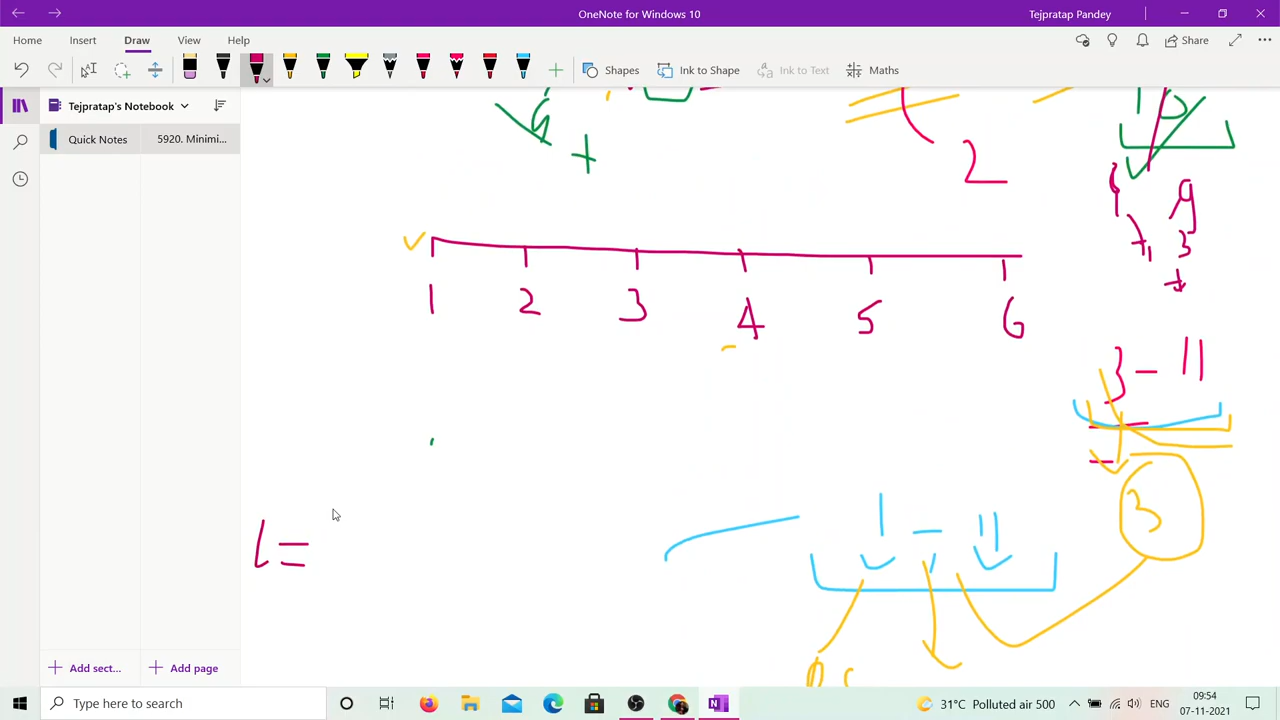 OneNote for Windows 10
Tejpratap Pandey
Home Insert Draw View Help
Share
Shapes
Ink to Shape
Ink to Text
Maths
Tejpratap's Notebook
Quick Notes
5920. Minimi...
+
2
9
3
1 2 3 4 5 6
3 - 11
3
1 - 11
l =
Add sect...
Add page
Type here to search
31°C Polluted air 500
ENG
09:54
07-11-2021